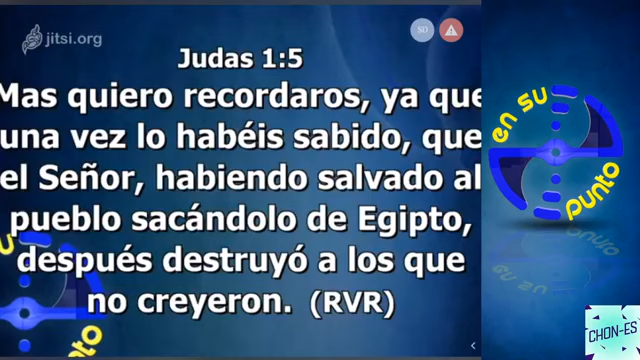 jitsi.org
SD
Judas 1:5
Mas quiero recordaros, ya que
una vez lo habéis sabido, que
el Señor, habiendo salvado al
pueblo sacándolo de Egipto,
después destruyó a los que
no creyeron. (RVR)
en su
punto
su
punto
CHON-ES